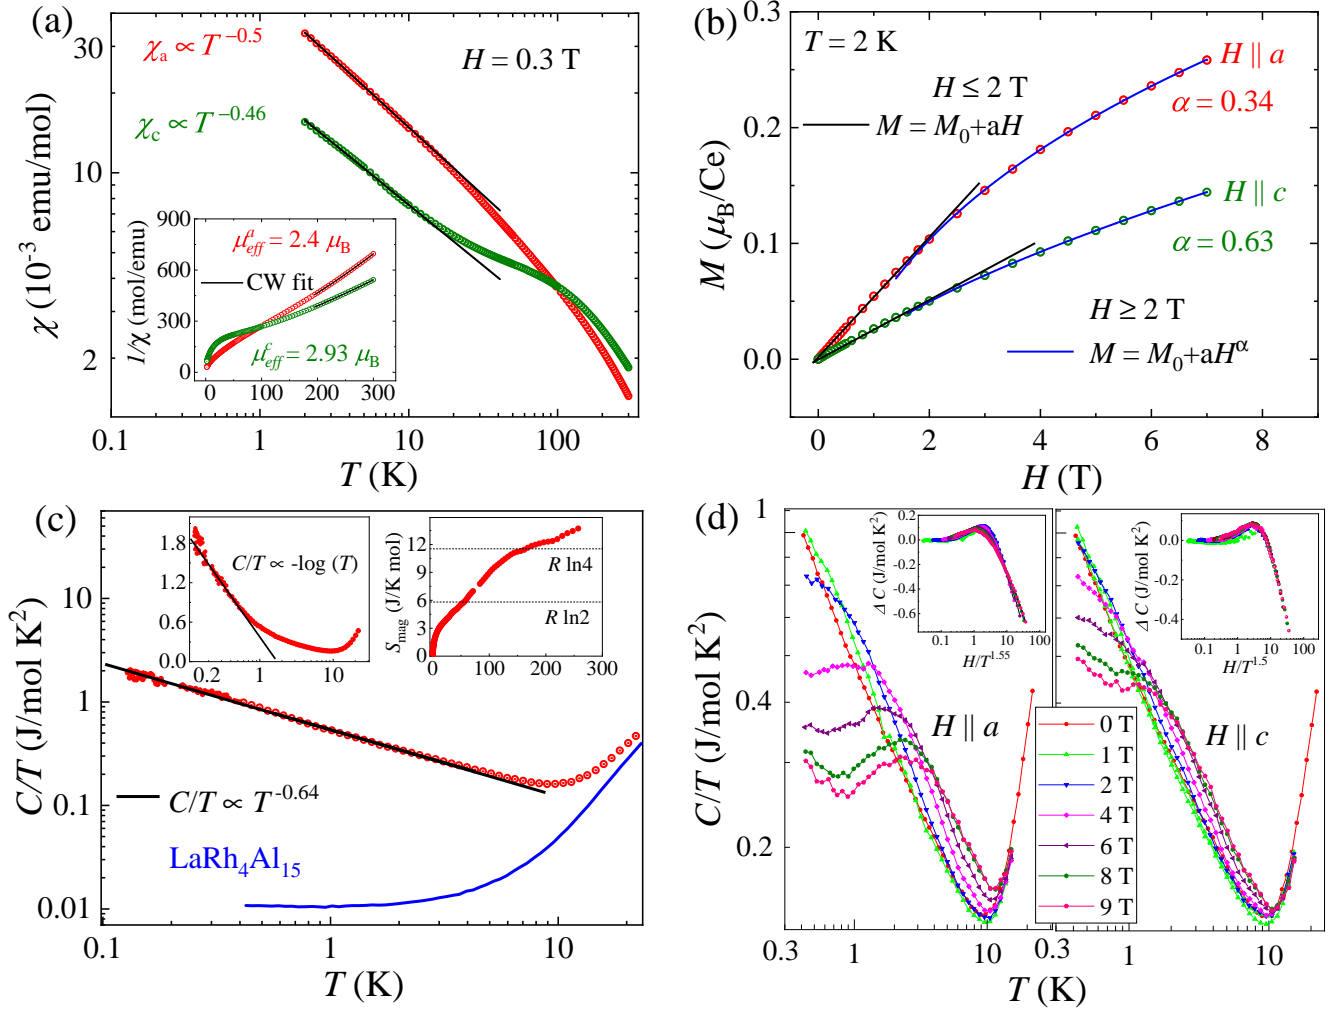 (a)
χa ∝ T^−0.5
H = 0.3 T
χc ∝ T^−0.46
χ (10^-3 emu/mol)
30
10
2
900
600
300
0
1/χ (mol/emu)
μ^a_eff = 2.4 μB
CW fit
μ^c_eff = 2.93 μB
0 100 200 300
0.1 1 10 100
T (K)
(b)
T = 2 K
H || a
α = 0.34
H ≤ 2 T
M = M0+aH
H || c
α = 0.63
H ≥ 2 T
M = M0+aH^α
M (μB/Ce)
0.3
0.2
0.1
0.0
0 2 4 6 8
H (T)
(c)
C/T (J/mol K²)
10
1
0.1
0.01
1.8
1.2
0.6
0.0
C/T ∝ -log (T)
0.2 1 10
Smag (J/K mol)
12
9
6
3
0
R ln4
R ln2
0 100 200 300
C/T ∝ T^−0.64
LaRh4Al15
0.1 1 10
T (K)
(d)
C/T (J/mol K²)
1
0.4
0.2
Δ C (J/mol K²)
0.2
0.0
-0.2
-0.4
-0.6
0.1 1 10 100
H/T^1.55
H || a
Δ C (J/mol K²)
0.0
-0.2
-0.4
0.1 1 10 100
H/T^1.5
H || c
0 T
1 T
2 T
4 T
6 T
8 T
9 T
0.3 1 10
0.3 1 10
T (K)